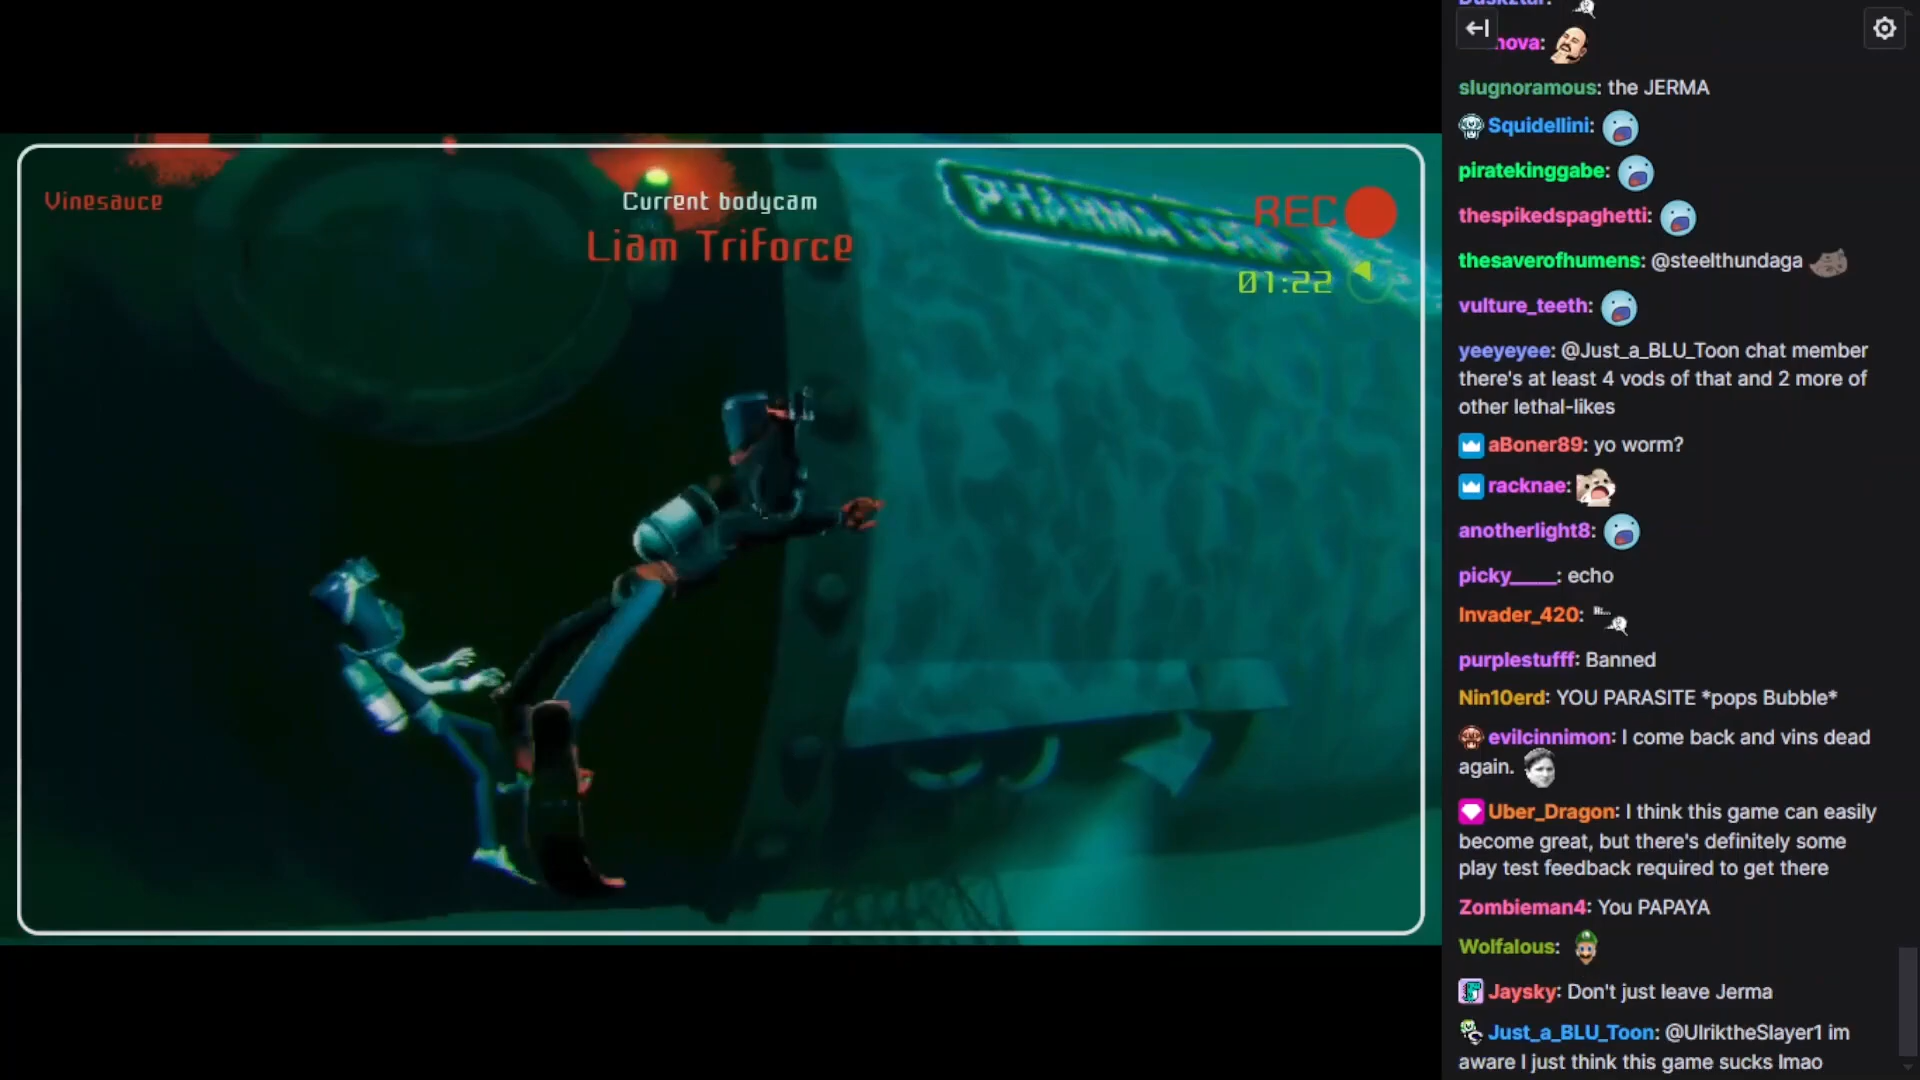 Vinesauce
Current bodycam
Liam Triforce
REC
01:22
PHARMA
nova:
slugnoramous: the JERMA
Squidellini:
piratekinggabe:
thespikedspaghetti:
thesaverofhumens: @steelthundaga
vulture_teeth:
yeeyeyee: @Just_a_BLU_Toon chat member
there's at least 4 vods of that and 2 more of
other lethal-likes
aBoner89: yo worm?
racknae:
anotherlight8:
picky_____: echo
Invader_420:
purplestufff: Banned
Nin10erd: YOU PARASITE *pops Bubble*
evilcinnimon: I come back and vins dead
again.
Uber_Dragon: I think this game can easily
become great, but there's definitely some
play test feedback required to get there
Zombieman4: You PAPAYA
Wolfalous:
Jaysky: Don't just leave Jerma
Just_a_BLU_Toon: @UlriktheSlayer1 im
aware I just think this game sucks lmao